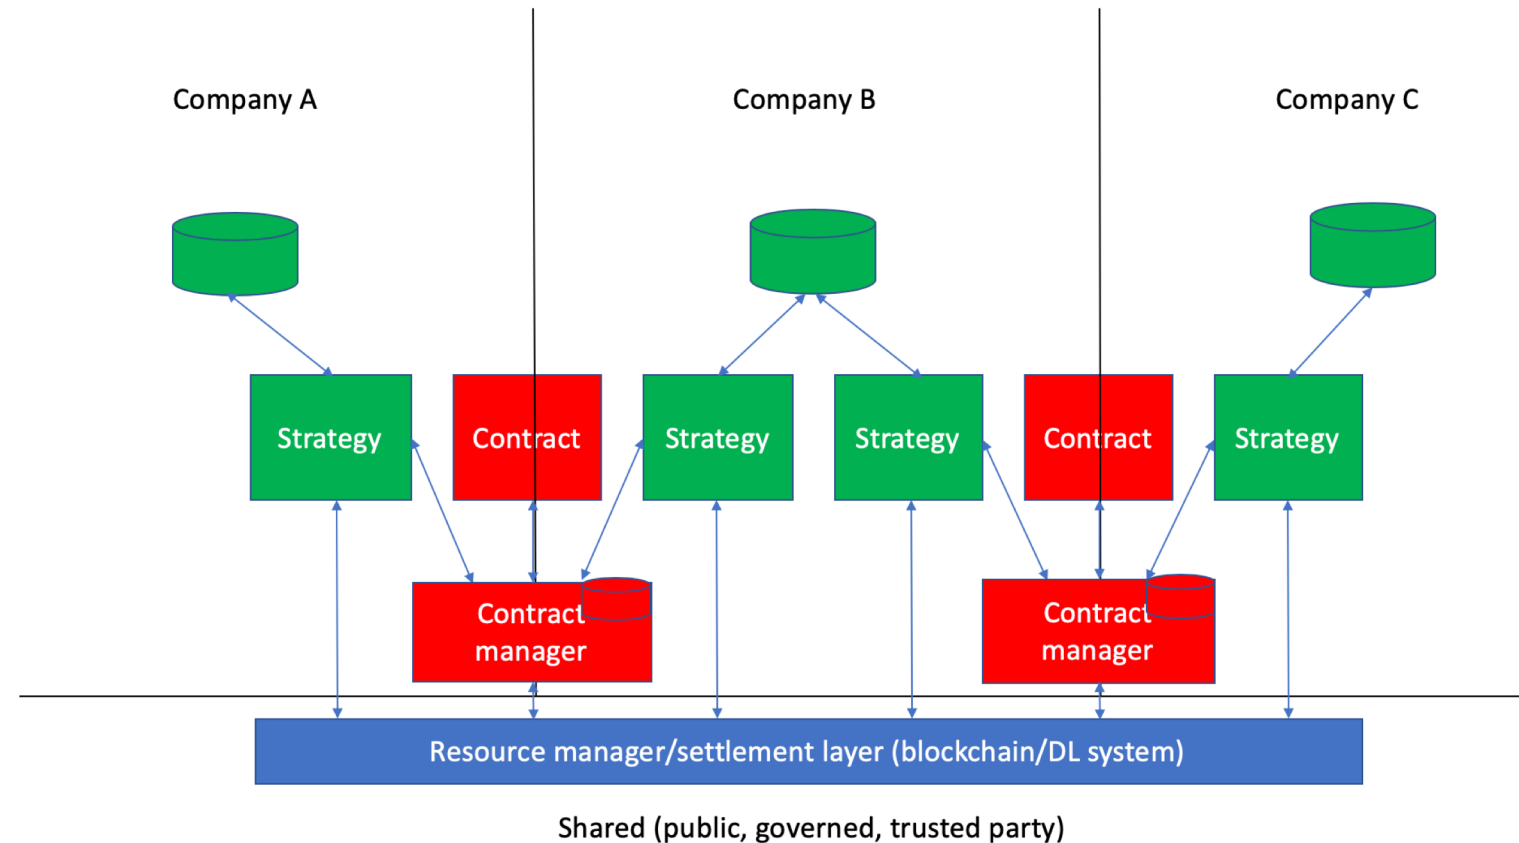 Company A
Company B
Company C
Strategy
Contract
Strategy
Strategy
Contract
Strategy
Contract
manager
Contract
manager
Resource manager/settlement layer (blockchain/DL system)
Shared (public, governed, trusted party)